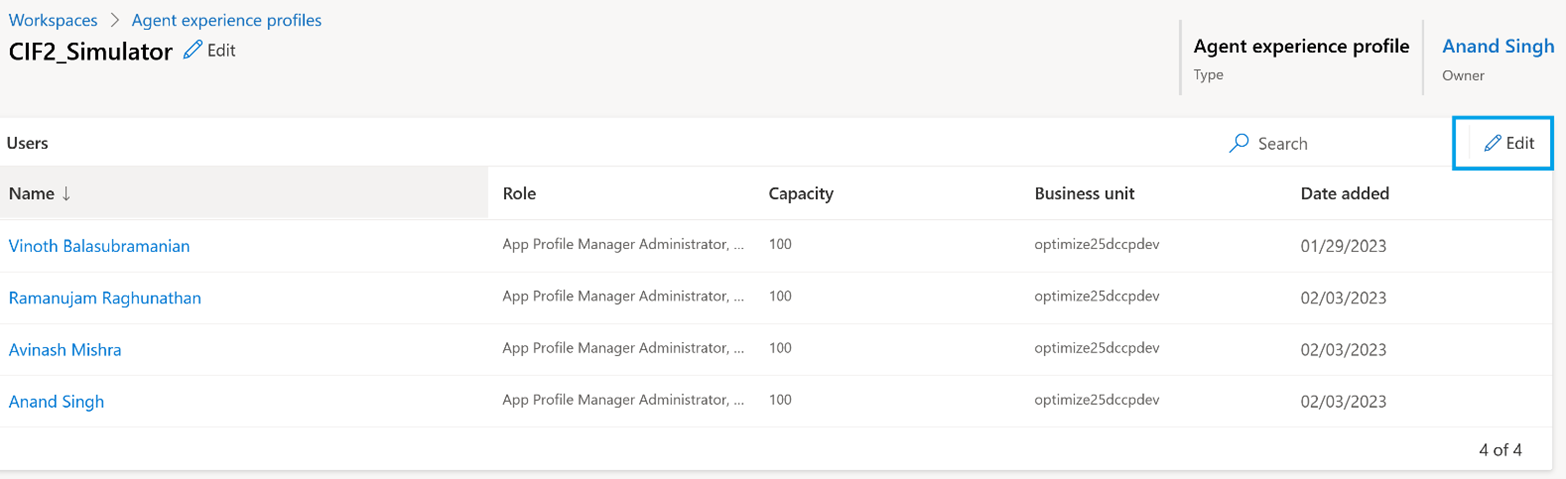 Workspaces > Agent experience profiles
CIF2_Simulator Edit
Agent experience profile
Type
Anand Singh
Owner
Users Search Edit
Name ↓ Role Capacity Business unit Date added
Vinoth Balasubramanian App Profile Manager Administrator, ... 100 optimize25dccpdev 01/29/2023
Ramanujam Raghunathan App Profile Manager Administrator, ... 100 optimize25dccpdev 02/03/2023
Avinash Mishra App Profile Manager Administrator, ... 100 optimize25dccpdev 02/03/2023
Anand Singh App Profile Manager Administrator, ... 100 optimize25dccpdev 02/03/2023
4 of 4